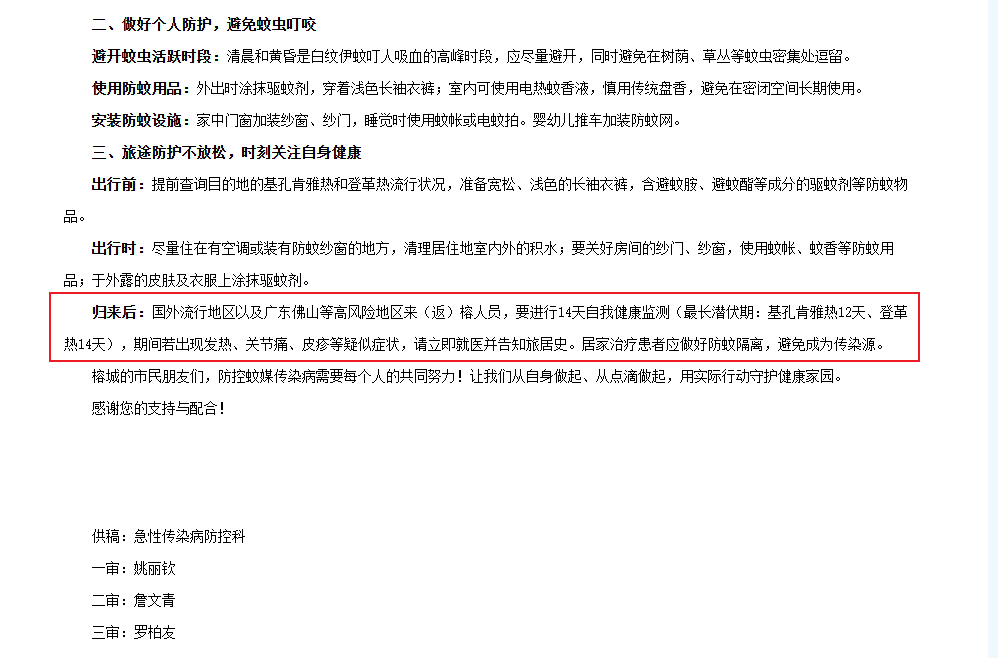 二、做好个人防护，避免蚊虫叮咬
避开蚊虫活跃时段：清晨和黄昏是白纹伊蚊叮人吸血的高峰时段，应尽量避开，同时避免在树荫、草丛等蚊虫密集处逗留。
使用防蚊用品：外出时涂抹驱蚊剂，穿着浅色长袖衣裤；室内可使用电热蚊香液，慎用传统盘香，避免在密闭空间长期使用。
安装防蚊设施：家中门窗加装纱窗、纱门，睡觉时使用蚊帐或电蚊拍。婴幼儿推车加装防蚊网。
三、旅途防护不放松，时刻关注自身健康
出行前：提前查询目的地的基孔肯雅热和登革热流行状况，准备宽松、浅色的长袖衣裤，含避蚊胺、避蚊酯等成分的驱蚊剂等防蚊物
品。
出行时：尽量住在有空调或装有防蚊纱窗的地方，清理居住地室内外的积水；要关好房间的纱门、纱窗，使用蚊帐、蚊香等防蚊用
品；于外露的皮肤及衣服上涂抹驱蚊剂。
归来后：国外流行地区以及广东佛山等高风险地区来（返）榕人员，要进行14天自我健康监测（最长潜伏期：基孔肯雅热12天、登革
热14天），期间若出现发热、关节痛、皮疹等疑似症状，请立即就医并告知旅居史。居家治疗患者应做好防蚊隔离，避免成为传染源。
榕城的市民朋友们，防控蚊媒传染病需要每个人的共同努力！让我们从自身做起、从点滴做起，用实际行动守护健康家园。
感谢您的支持与配合！
供稿：急性传染病防控科
一审：姚丽钦
二审：詹文青
三审：罗柏友